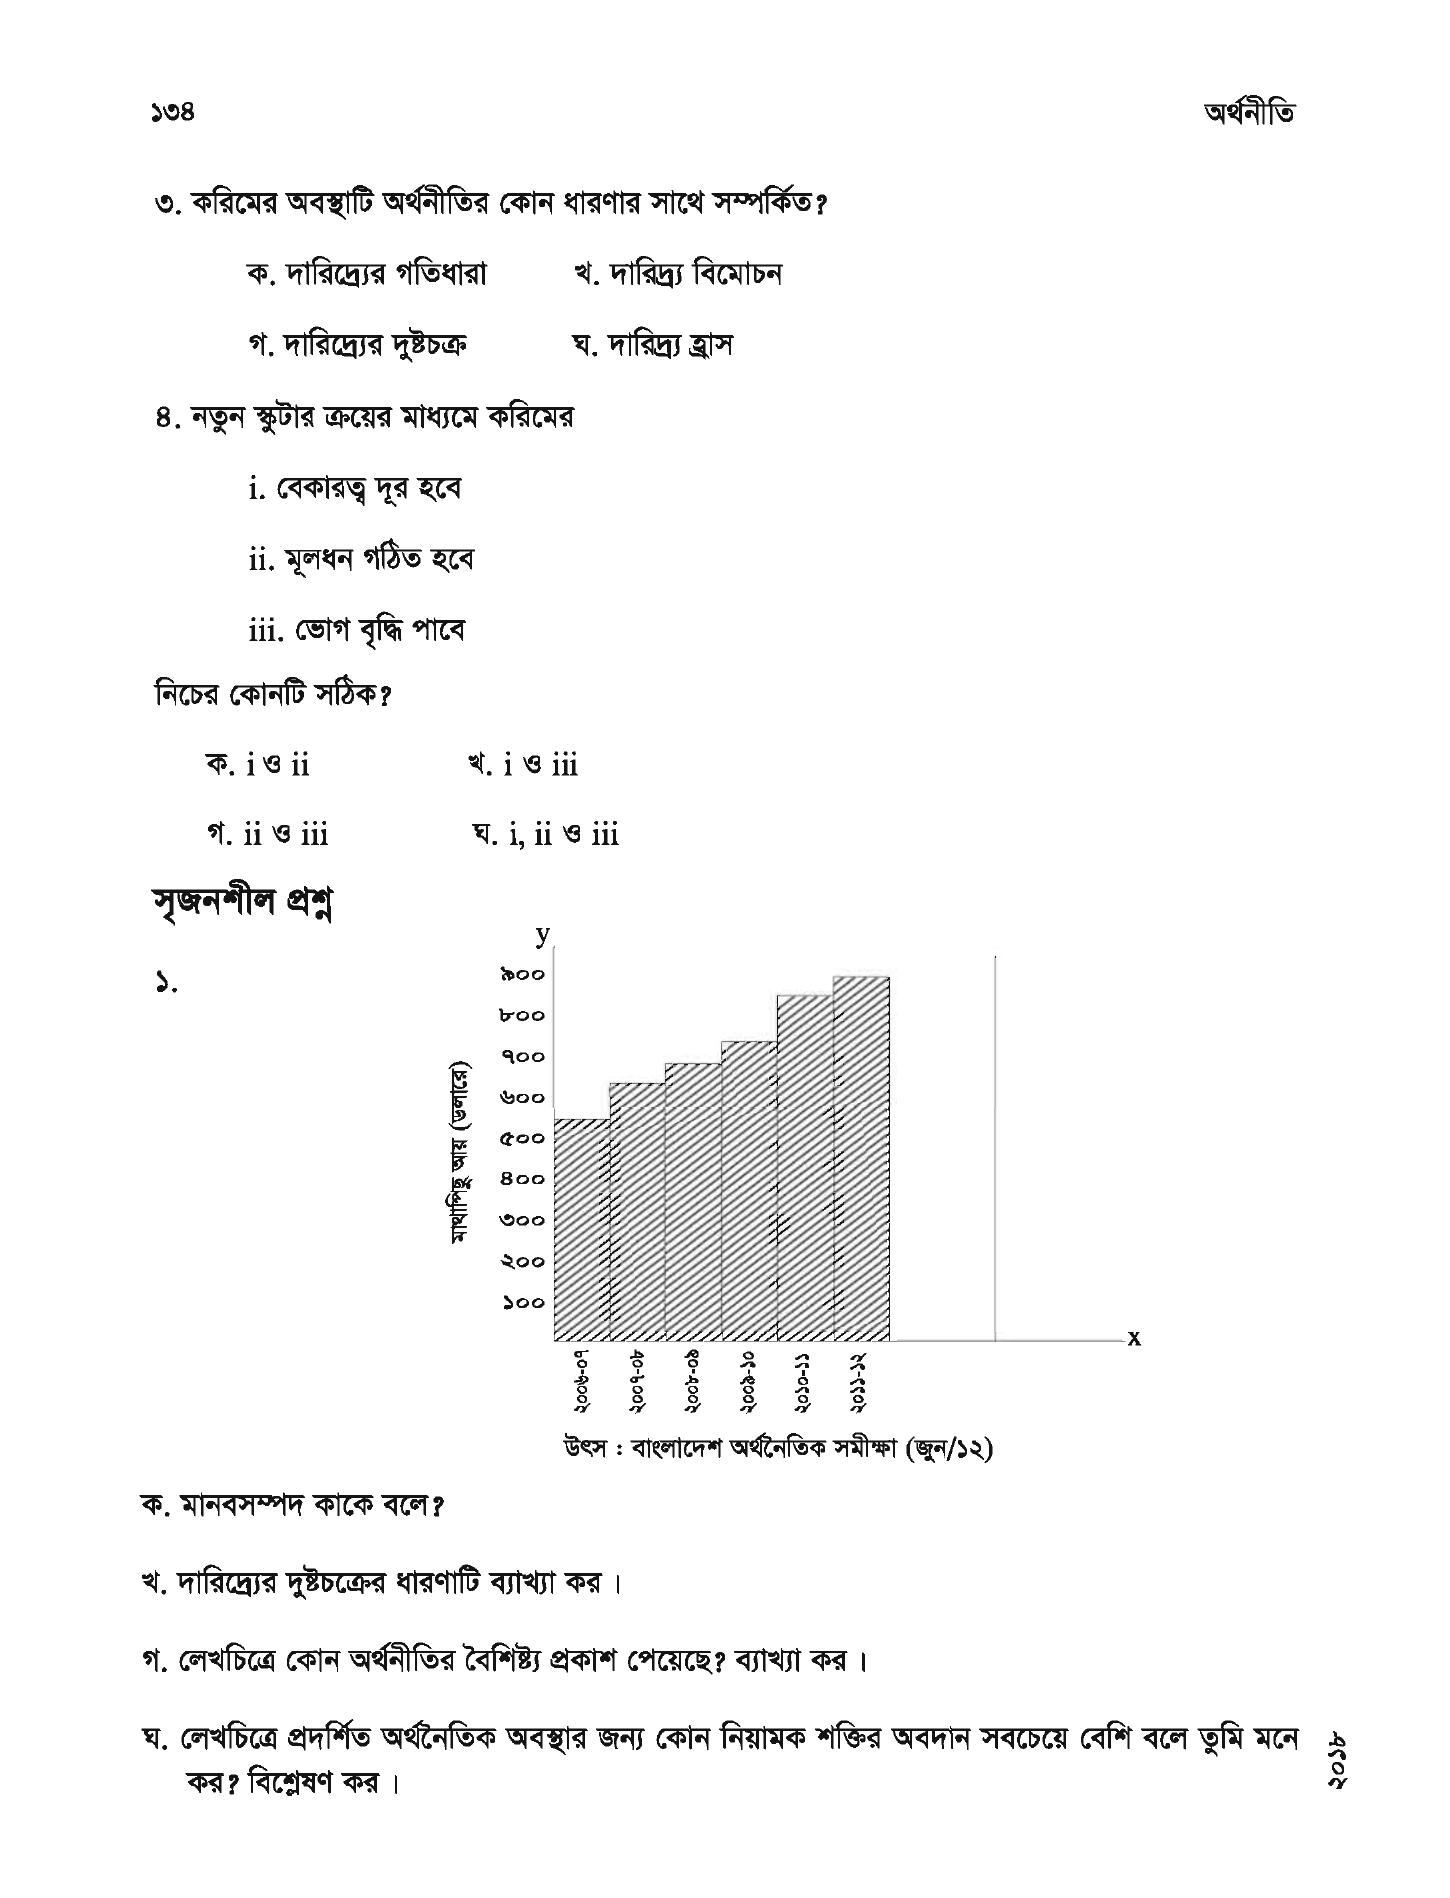 ১৩৪ অর্থনীতি
৩. করিমের অবস্থাটি অর্থনীতির কোন ধারণার সাথে সম্পর্কিত?
ক. দারিদ্র্যের গতিধারা খ. দারিদ্র্য বিমোচন
গ. দারিদ্র্যের দুষ্টচক্র ঘ. দারিদ্র্য হ্রাস
৪. নতুন স্কুটার ক্রয়ের মাধ্যমে করিমের
i. বেকারত্ব দূর হবে
ii. মূলধন গঠিত হবে
iii. ভোগ বৃদ্ধি পাবে
নিচের কোনটি সঠিক?
ক. i ও ii খ. i ও iii
গ. ii ও iii ঘ. i, ii ও iii
সৃজনশীল প্রশ্ন
১.
y
৯০০
৮০০
৭০০
৬০০
৫০০
৪০০
৩০০
২০০
১০০
মাথাপিছু আয় (ডলারে)
x
২০০৬-০৭
২০০৭-০৮
২০০৮-০৯
২০০৯-১০
২০১০-১১
২০১১-১২
উৎস : বাংলাদেশ অর্থনৈতিক সমীক্ষা (জুন/১২)
ক. মানবসম্পদ কাকে বলে?
খ. দারিদ্র্যের দুষ্টচক্রের ধারণাটি ব্যাখ্যা কর।
গ. লেখচিত্রে কোন অর্থনীতির বৈশিষ্ট্য প্রকাশ পেয়েছে? ব্যাখ্যা কর।
ঘ. লেখচিত্রে প্রদর্শিত অর্থনৈতিক অবস্থার জন্য কোন নিয়ামক শক্তির অবদান সবচেয়ে বেশি বলে তুমি মনে
কর? বিশ্লেষণ কর।
২০১৮